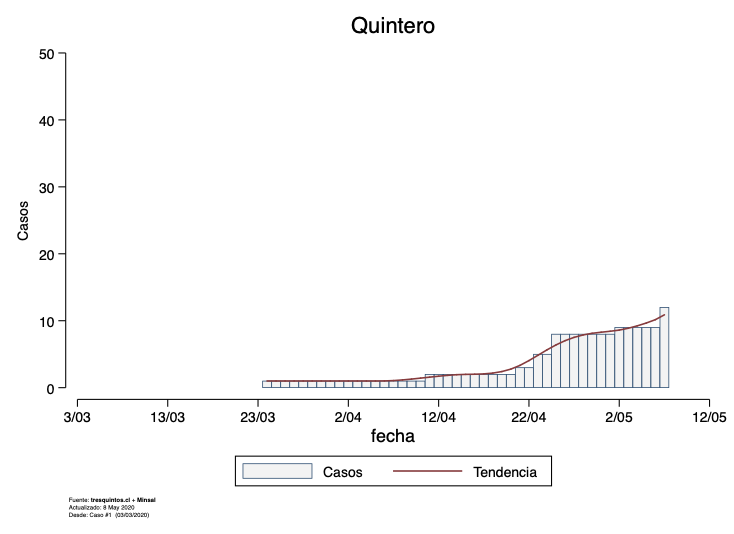 Quintero
50
40
30
20
10
0
Casos
3/03 13/03 23/03 2/04 12/04 22/04 2/05 12/05
fecha
Casos Tendencia
Fuente: tresquintos.cl + Minsal
Actualizado: 8 May 2020
Desde: Caso #1 (03/03/2020)